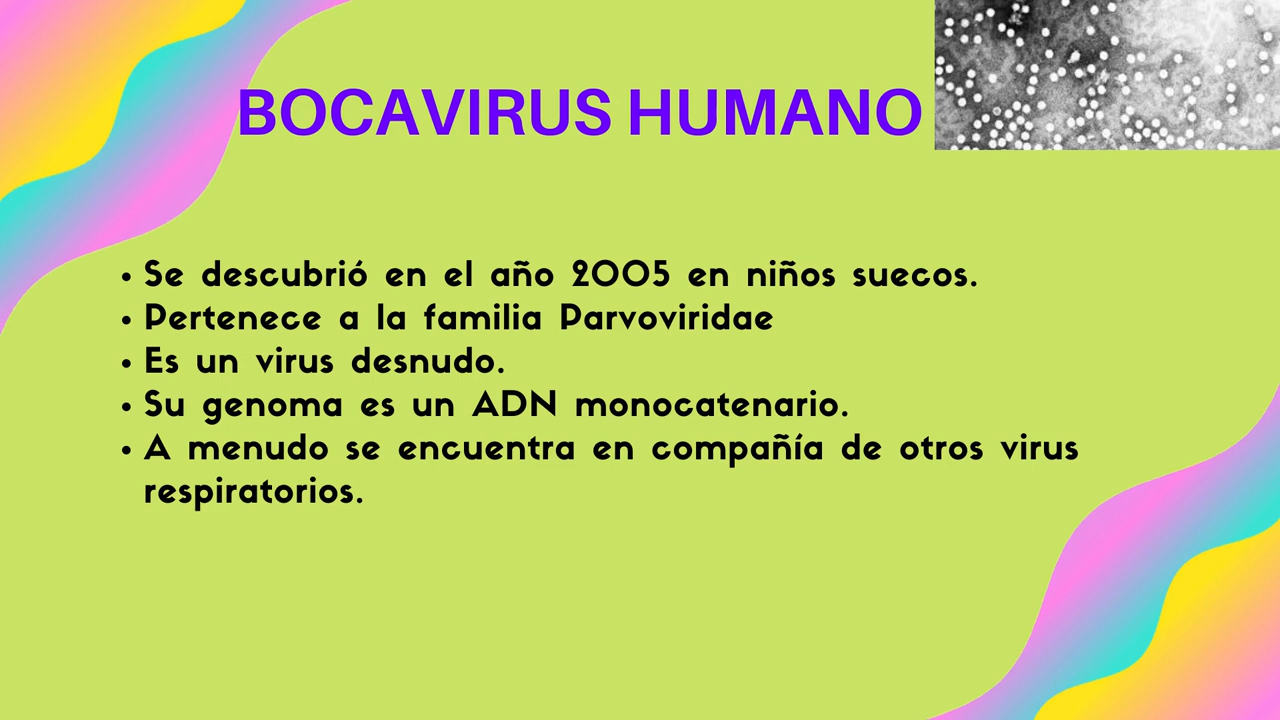 BOCAVIRUS HUMANO
• Se descubrió en el año 2005 en niños suecos.
• Pertenece a la familia Parvoviridae
• Es un virus desnudo.
• Su genoma es un ADN monocatenario.
• A menudo se encuentra en compañía de otros virus
respiratorios.